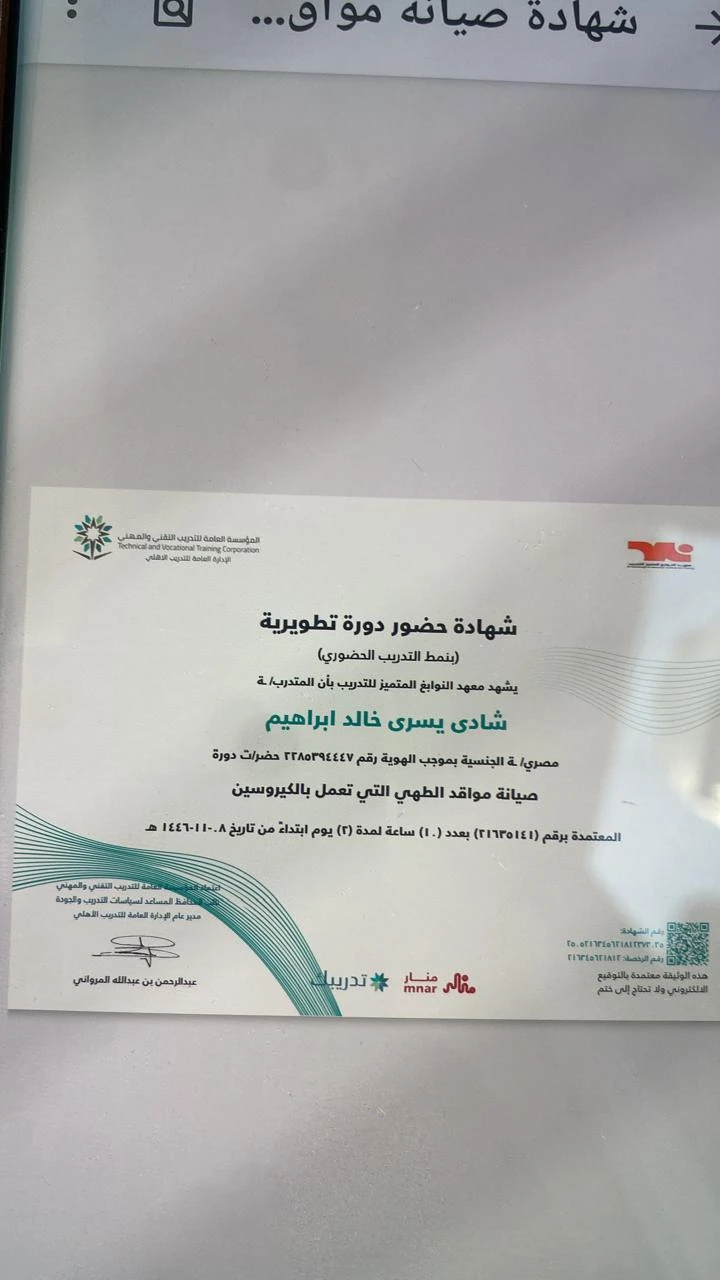 شهادة صيانة مواق...
المؤسسة العامة للتدريب التقني والمهني
Technical and Vocational Training Corporation
الإدارة العامة للتدريب الأهلي
شهادة حضور دورة تطويرية
(بنمط التدريب الحضوري)
يشهد معهد النوابغ المتميز للتدريب بأن المتدرب/ـة
شادى يسرى خالد ابراهيم
مصري/ـة الجنسية بموجب الهوية رقم ٢٢٨٥٣٩٤٤٤٧ حضر/ت دورة
صيانة مواقد الطهي التي تعمل بالكيروسين
المعتمدة برقم (٢١٦٣٥١٤١) بعدد (١٠) ساعة لمدة (٢) يوم ابتداءً من تاريخ ٠٨-١١-١٤٤٦ هـ
اعتماد المؤسسة العامة للتدريب التقني والمهني
نائب المحافظ المساعد لسياسات التدريب والجودة
مدير عام الإدارة العامة للتدريب الأهلي
عبدالرحمن بن عبدالله المرواني
تدريبك
منار
mnar
رقم الشهادة:
رقم الرخصة: ٢١٦٣٤٥٦٢١٨١٢
هذه الوثيقة معتمدة بالتوقيع
الالكتروني ولا تحتاج إلى ختم